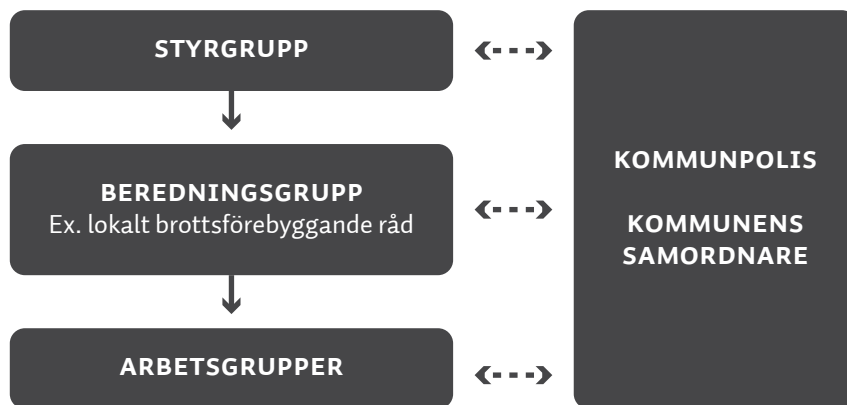 STYRGRUPP
BEREDNINGSGRUPP
Ex. lokalt brottsförebyggande råd
ARBETSGRUPPER
KOMMUNPOLIS
KOMMUNENS
SAMORDNARE